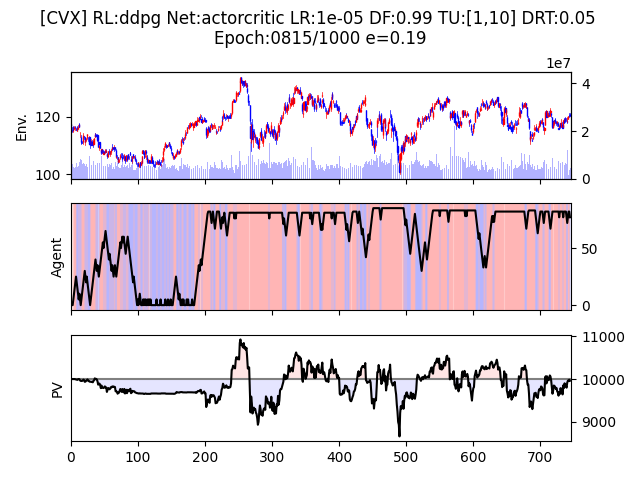 [CVX] RL:ddpg Net:actorcritic LR:1e-05 DF:0.99 TU:[1,10] DRT:0.05
Epoch:0815/1000 e=0.19
1e7
Env.
120
100
4
2
0
Agent
50
0
PV
11000
10000
9000
0 100 200 300 400 500 600 700